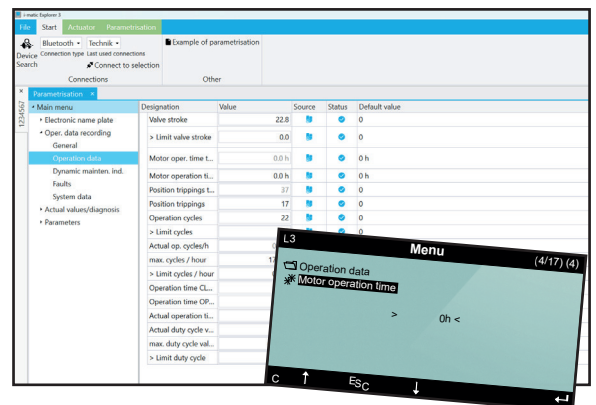 i-matic Explorer 3
File Start Actuator Parametrisation
Bluetooth Technik
Example of parametrisation
Device Search
Connection type Last used connections
Connect to selection
Connections Other
Parametrisation ×
1234567
Main menu
Electronic name plate
Oper. data recording
General
Operation data
Dynamic mainten. ind.
Faults
System data
Actual values/diagnosis
Parameters
Designation Value Source Status Default value
Valve stroke 22.8 0
> Limit valve stroke 0.0 0
Motor oper. time t... 0.0 h 0 h
Motor operation ti... 0.0 h 0 h
Position trippings t... 37 0
Position trippings 17 0
Operation cycles 22 0
> Limit cycles 0
Actual op. cycles/h
max. cycles / hour 17
> Limit cycles / hour
Operation time CL...
Operation time OP...
Actual operation ti...
Actual duty cycle v...
max. duty cycle val...
> Limit duty cycle
L3 Menu (4/17) (4)
Operation data
Motor operation time
> 0h <
C ↑ ESC ↓